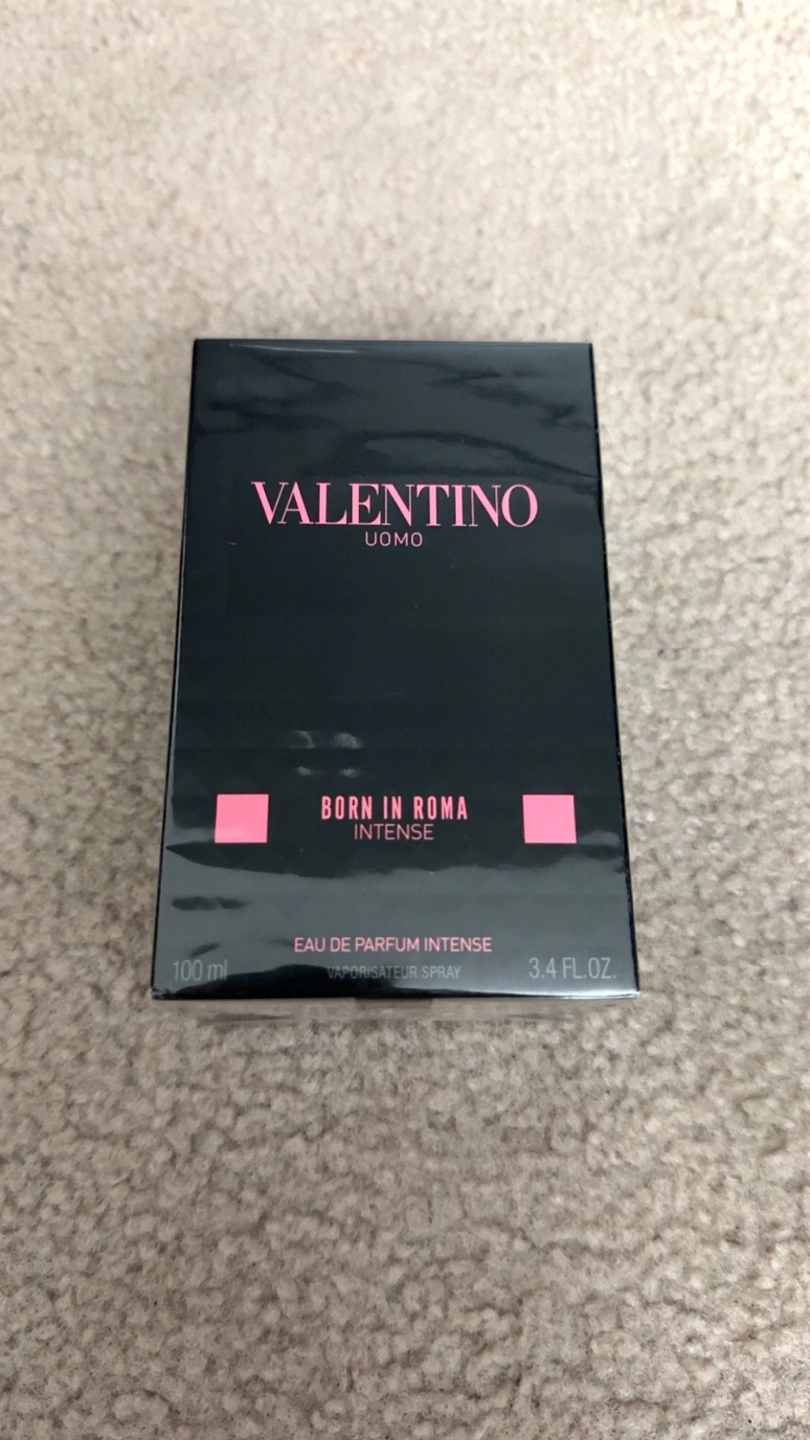 VALENTINO
UOMO
BORN IN ROMA
INTENSE
EAU DE PARFUM INTENSE
100 ml VAPORISATEUR SPRAY 3.4 FL.OZ.